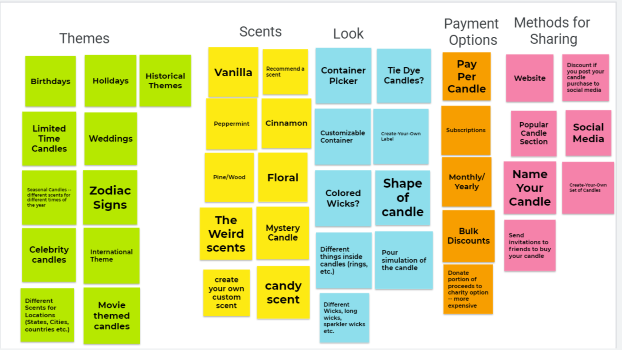 Themes
Birthdays
Holidays
Historical
Themes
Limited
Time
Candles
Weddings
Seasonal Candles --
different scents for
different times of
the year
Zodiac
Signs
Celebrity
candles
International
Theme
Different
Scents for
Locations
(States, Cities,
countries etc.)
Movie
themed
candles
Scents
Vanilla
Recommend a
scent
Peppermint
Cinnamon
Pine/Wood
Floral
The
Weird
scents
Mystery
Candle
create
your own
custom
scent
candy
scent
Look
Container
Picker
Tie Dye
Candles?
Customizable
Container
Create-Your-Own
Label
Colored
Wicks?
Shape
of
candle
Different
things inside
candles (rings,
etc.)
Pour
simulation of
the candle
Different
Wicks, long
wicks,
sparkler wicks
etc.
Payment
Options
Pay
Per
Candle
Subscriptions
Monthly/
Yearly
Bulk
Discounts
Donate
portion of
proceeds to
charity option
-- more
expensive
Methods for
Sharing
Website
Discount if
you post your
candle
purchase to
social media
Popular
Candle
Section
Social
Media
Name
Your
Candle
Create-Your-Own
Set of Candles
Send
invitations to
friends to buy
your candle